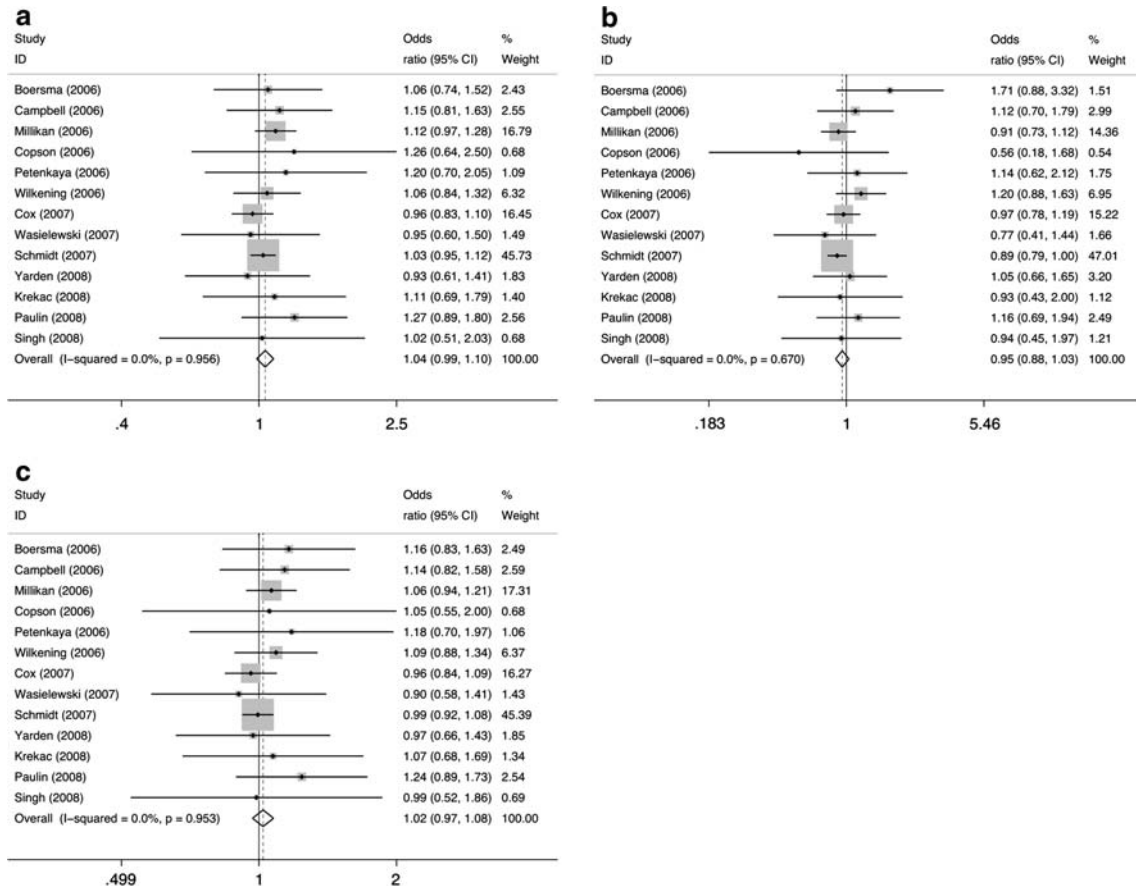 a
Study Odds %
ID ratio (95% CI) Weight
Boersma (2006) 1.06 (0.74, 1.52) 2.43
Campbell (2006) 1.15 (0.81, 1.63) 2.55
Millikan (2006) 1.12 (0.97, 1.28) 16.79
Copson (2006) 1.26 (0.64, 2.50) 0.68
Petenkaya (2006) 1.20 (0.70, 2.05) 1.09
Wilkening (2006) 1.06 (0.84, 1.32) 6.32
Cox (2007) 0.96 (0.83, 1.10) 16.45
Wasielewski (2007) 0.95 (0.60, 1.50) 1.49
Schmidt (2007) 1.03 (0.95, 1.12) 45.73
Yarden (2008) 0.93 (0.61, 1.41) 1.83
Krekac (2008) 1.11 (0.69, 1.79) 1.40
Paulin (2008) 1.27 (0.89, 1.80) 2.56
Singh (2008) 1.02 (0.51, 2.03) 0.68
Overall (I-squared = 0.0%, p = 0.956) 1.04 (0.99, 1.10) 100.00
.4 1 2.5
b
Study Odds %
ID ratio (95% CI) Weight
Boersma (2006) 1.71 (0.88, 3.32) 1.51
Campbell (2006) 1.12 (0.70, 1.79) 2.99
Millikan (2006) 0.91 (0.73, 1.12) 14.36
Copson (2006) 0.56 (0.18, 1.68) 0.54
Petenkaya (2006) 1.14 (0.62, 2.12) 1.75
Wilkening (2006) 1.20 (0.88, 1.63) 6.95
Cox (2007) 0.97 (0.78, 1.19) 15.22
Wasielewski (2007) 0.77 (0.41, 1.44) 1.66
Schmidt (2007) 0.89 (0.79, 1.00) 47.01
Yarden (2008) 1.05 (0.66, 1.65) 3.20
Krekac (2008) 0.93 (0.43, 2.00) 1.12
Paulin (2008) 1.16 (0.69, 1.94) 2.49
Singh (2008) 0.94 (0.45, 1.97) 1.21
Overall (I-squared = 0.0%, p = 0.670) 0.95 (0.88, 1.03) 100.00
.183 1 5.46
c
Study Odds %
ID ratio (95% CI) Weight
Boersma (2006) 1.16 (0.83, 1.63) 2.49
Campbell (2006) 1.14 (0.82, 1.58) 2.59
Millikan (2006) 1.06 (0.94, 1.21) 17.31
Copson (2006) 1.05 (0.55, 2.00) 0.68
Petenkaya (2006) 1.18 (0.70, 1.97) 1.06
Wilkening (2006) 1.09 (0.88, 1.34) 6.37
Cox (2007) 0.96 (0.84, 1.09) 16.27
Wasielewski (2007) 0.90 (0.58, 1.41) 1.43
Schmidt (2007) 0.99 (0.92, 1.08) 45.39
Yarden (2008) 0.97 (0.66, 1.43) 1.85
Krekac (2008) 1.07 (0.68, 1.69) 1.34
Paulin (2008) 1.24 (0.89, 1.73) 2.54
Singh (2008) 0.99 (0.52, 1.86) 0.69
Overall (I-squared = 0.0%, p = 0.953) 1.02 (0.97, 1.08) 100.00
.499 1 2